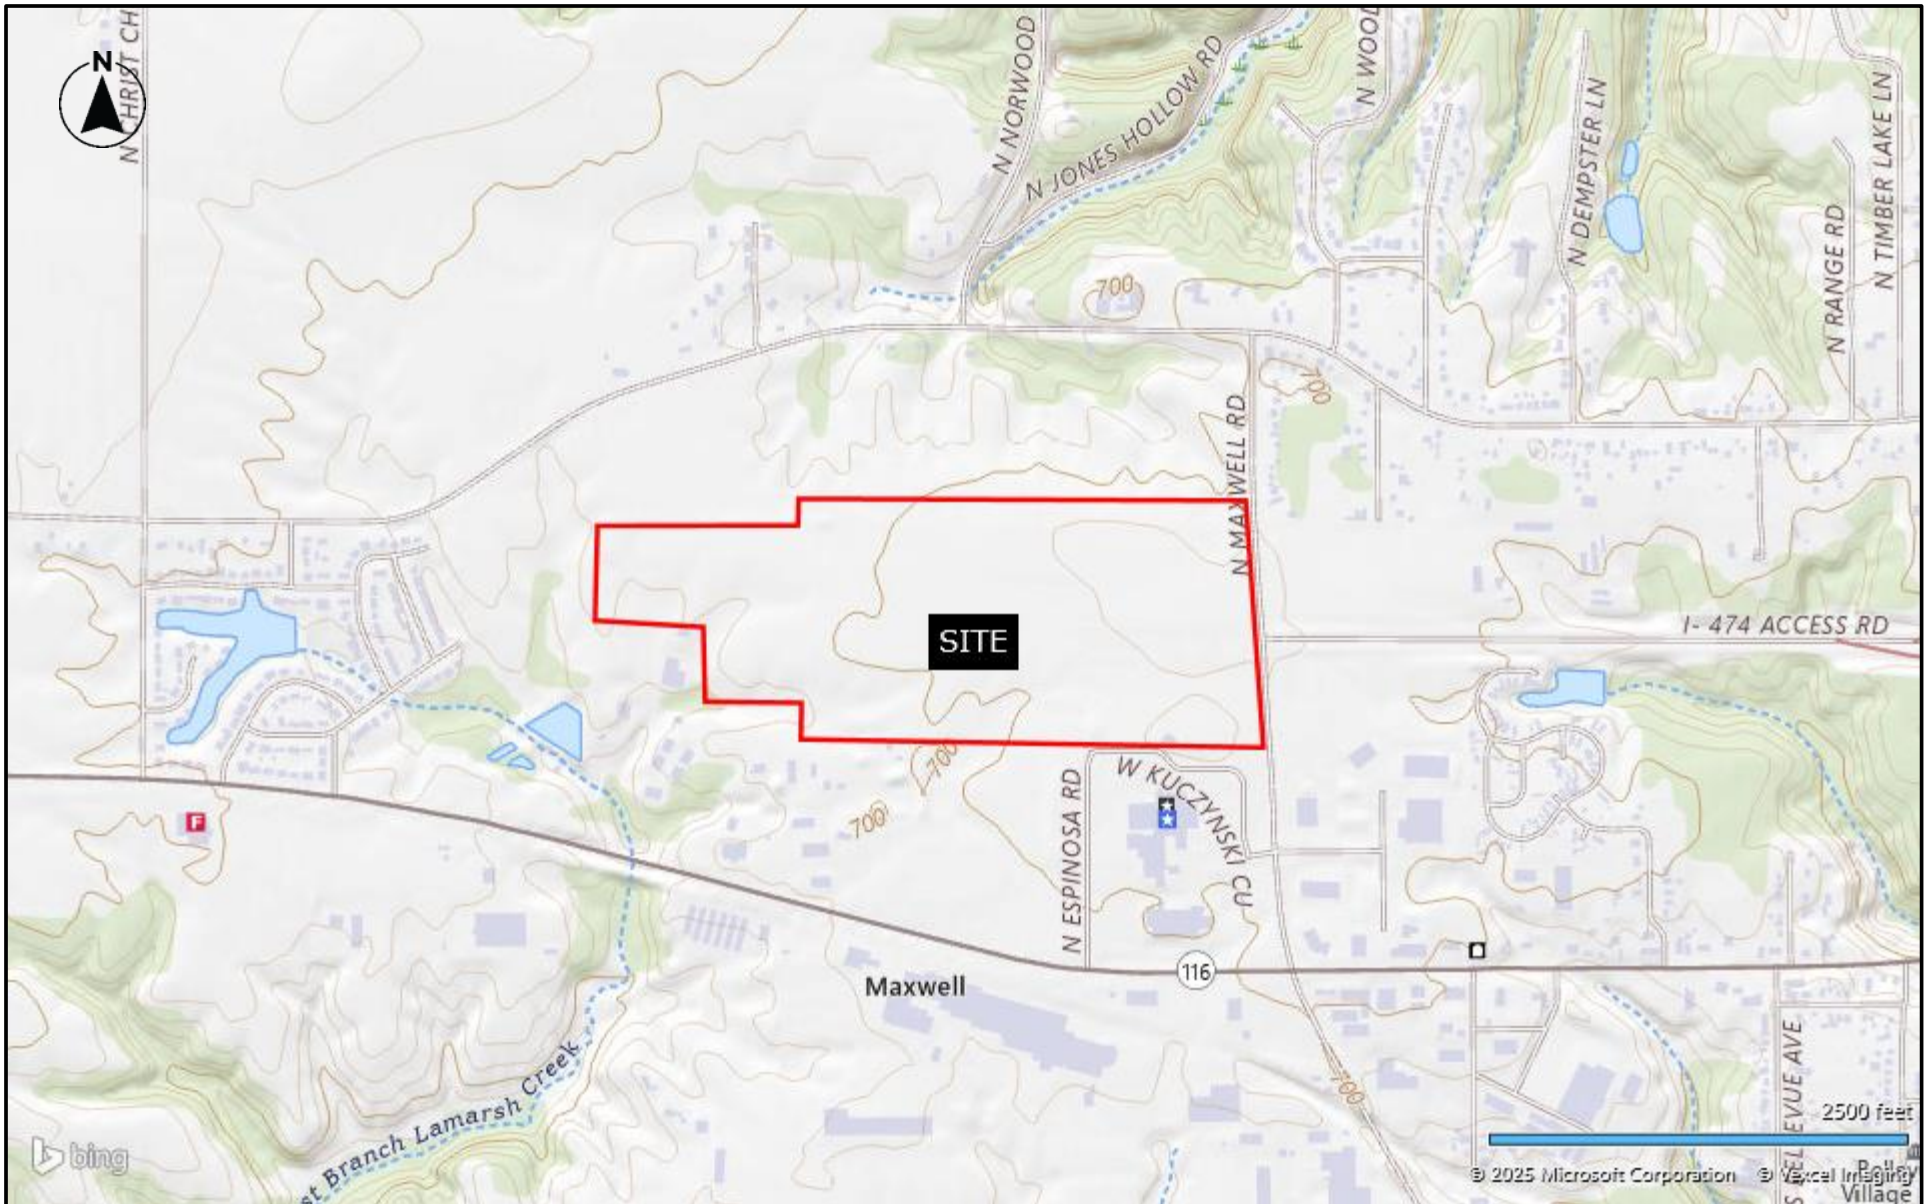 N
N CHRIST CH
N NORWOOD
N JONES HOLLOW RD
N WOOD
N DEMPSTER LN
N RANGE RD
N TIMBER LAKE LN
700
700
N MAXWELL RD
SITE
I- 474 ACCESS RD
700
700
W KUCZYNSKI CU
N ESPINOSA RD
F
116
Maxwell
700
st Branch Lamarsh Creek
2500 feet
bing
© 2025 Microsoft Corporation © Vexcel Imaging
Village